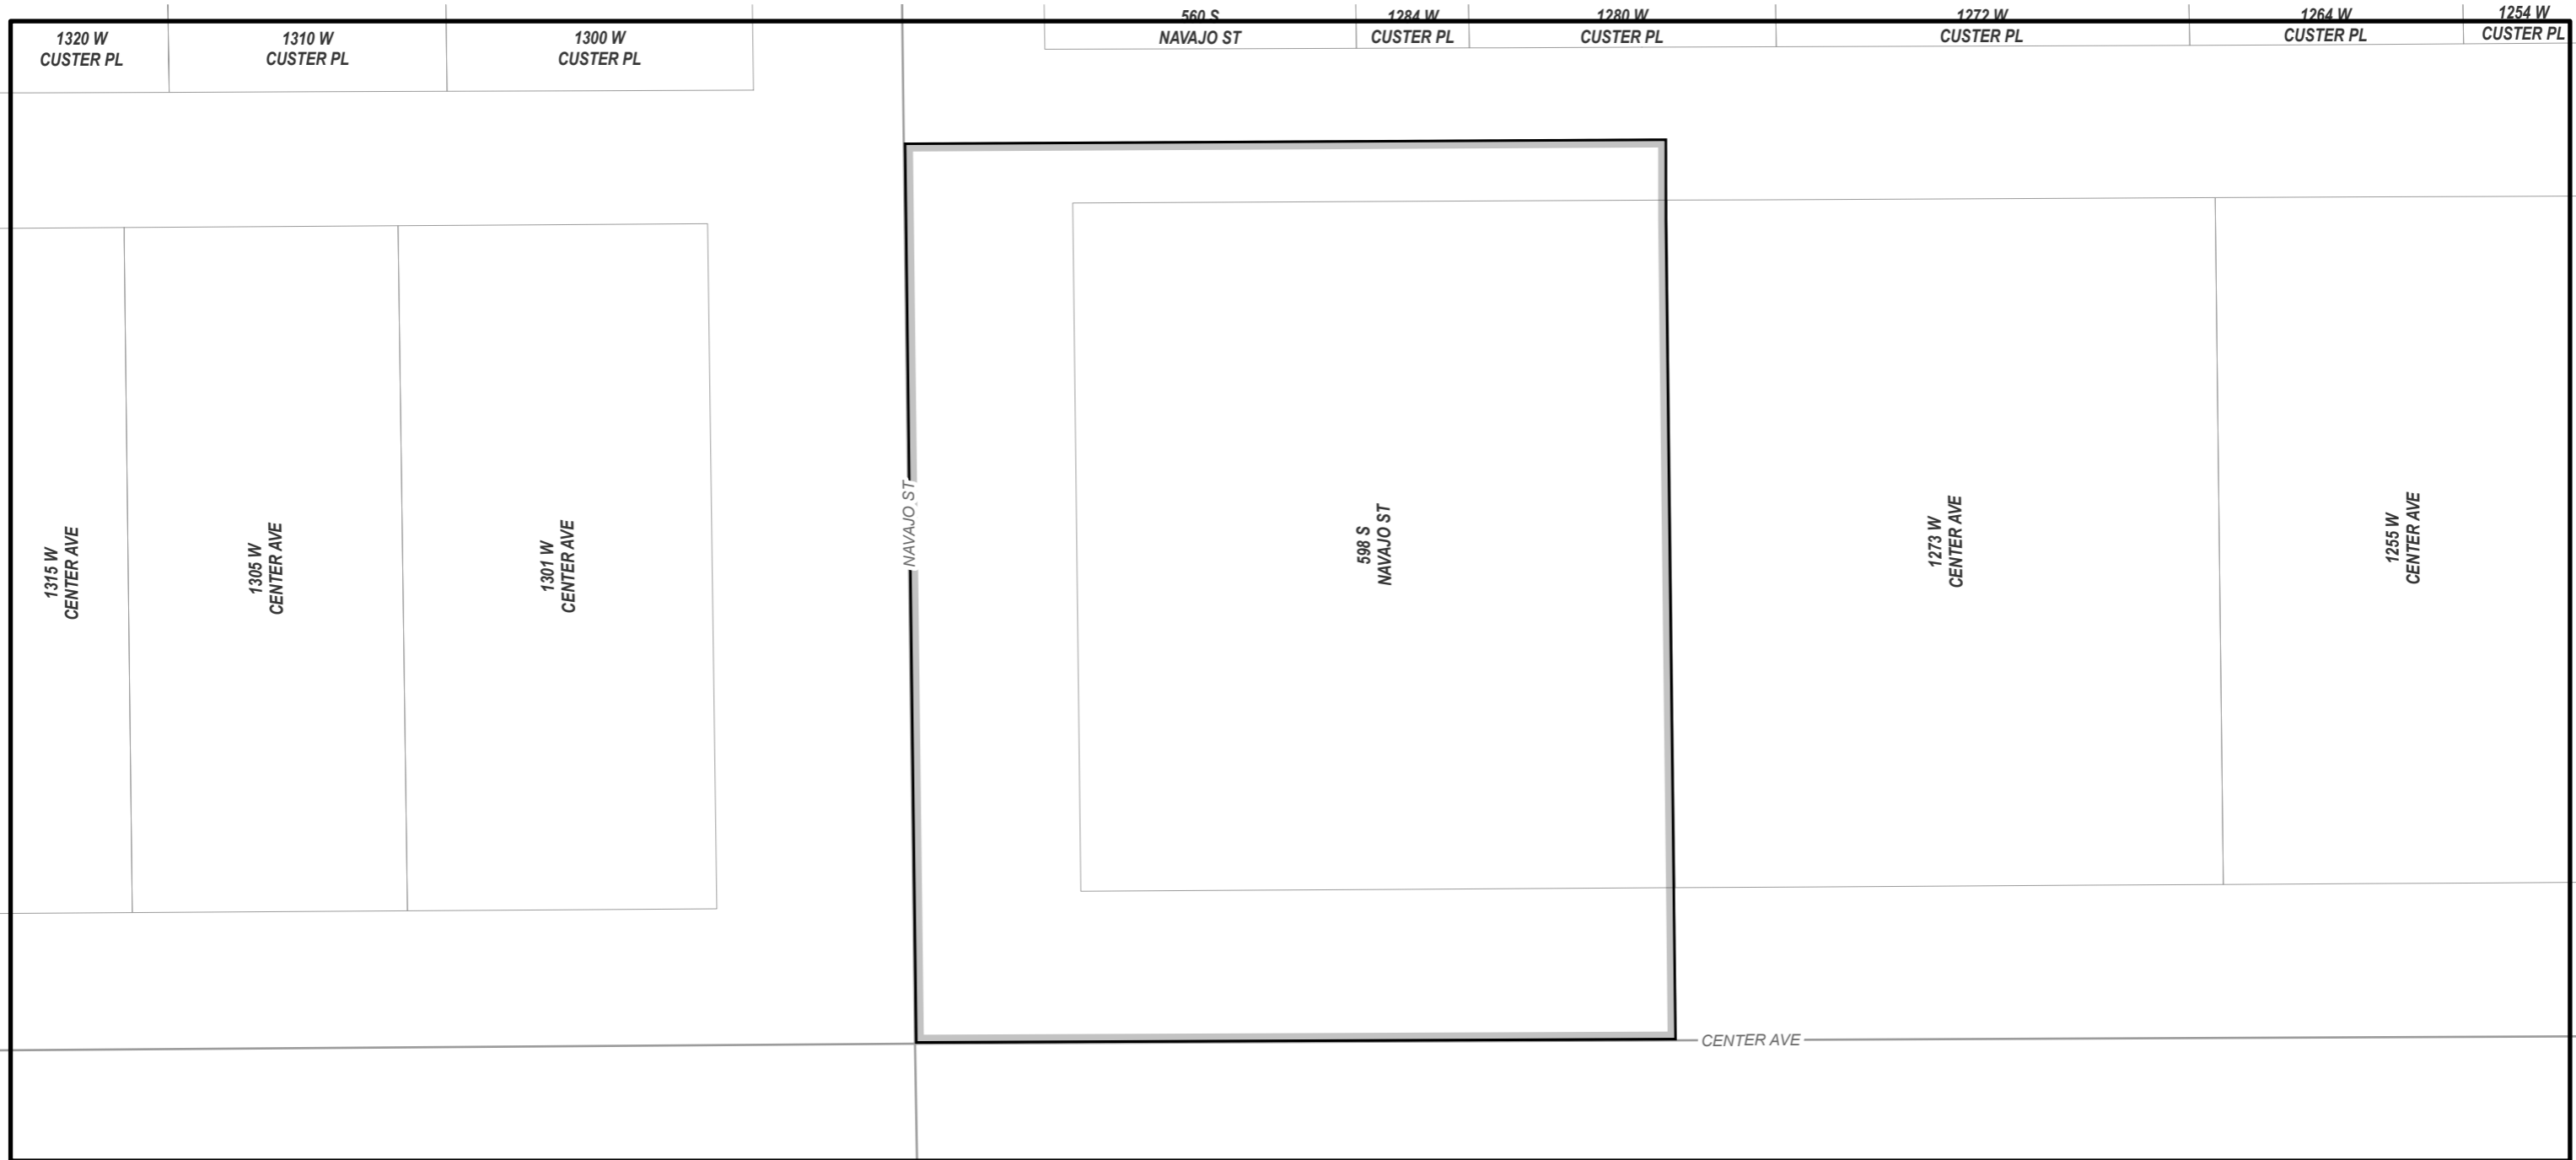 1320 W
CUSTER PL
1310 W
CUSTER PL
1300 W
CUSTER PL
560 S
NAVAJO ST
1284 W
CUSTER PL
1280 W
CUSTER PL
1272 W
CUSTER PL
1264 W
CUSTER PL
1254 W
CUSTER PL
1315 W
CENTER AVE
1305 W
CENTER AVE
1301 W
CENTER AVE
NAVAJO ST
598 S
NAVAJO ST
1273 W
CENTER AVE
1255 W
CENTER AVE
CENTER AVE